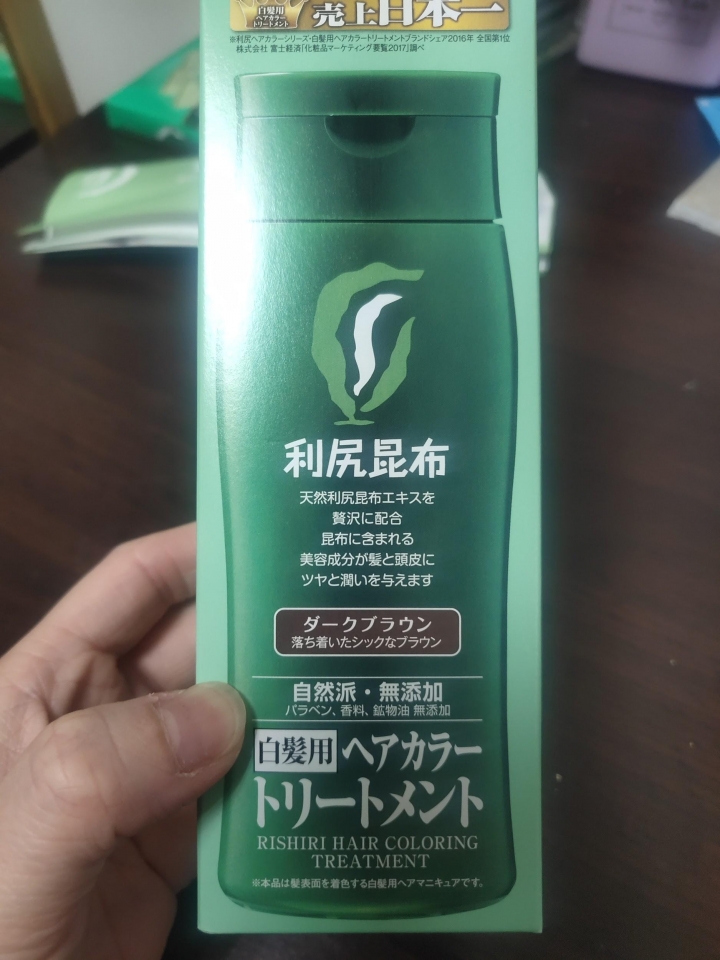 売上日本一
白髪用
ヘアカラー
トリートメント
※利尻ヘアカラーシリーズ・白髪用ヘアカラートリートメントブランドシェア2016年 全国第1位
株式会社 富士経済「化粧品マーケティング要覧2017」調べ
利尻昆布
天然利尻昆布エキスを
贅沢に配合
昆布に含まれる
美容成分が髪と頭皮に
ツヤと潤いを与えます
ダークブラウン
落ち着いたシックなブラウン
自然派・無添加
パラベン、香料、鉱物油 無添加
白髪用 ヘアカラー
トリートメント
RISHIRI HAIR COLORING
TREATMENT
※本品は髪表面を着色する白髪用ヘアマニキュアです。